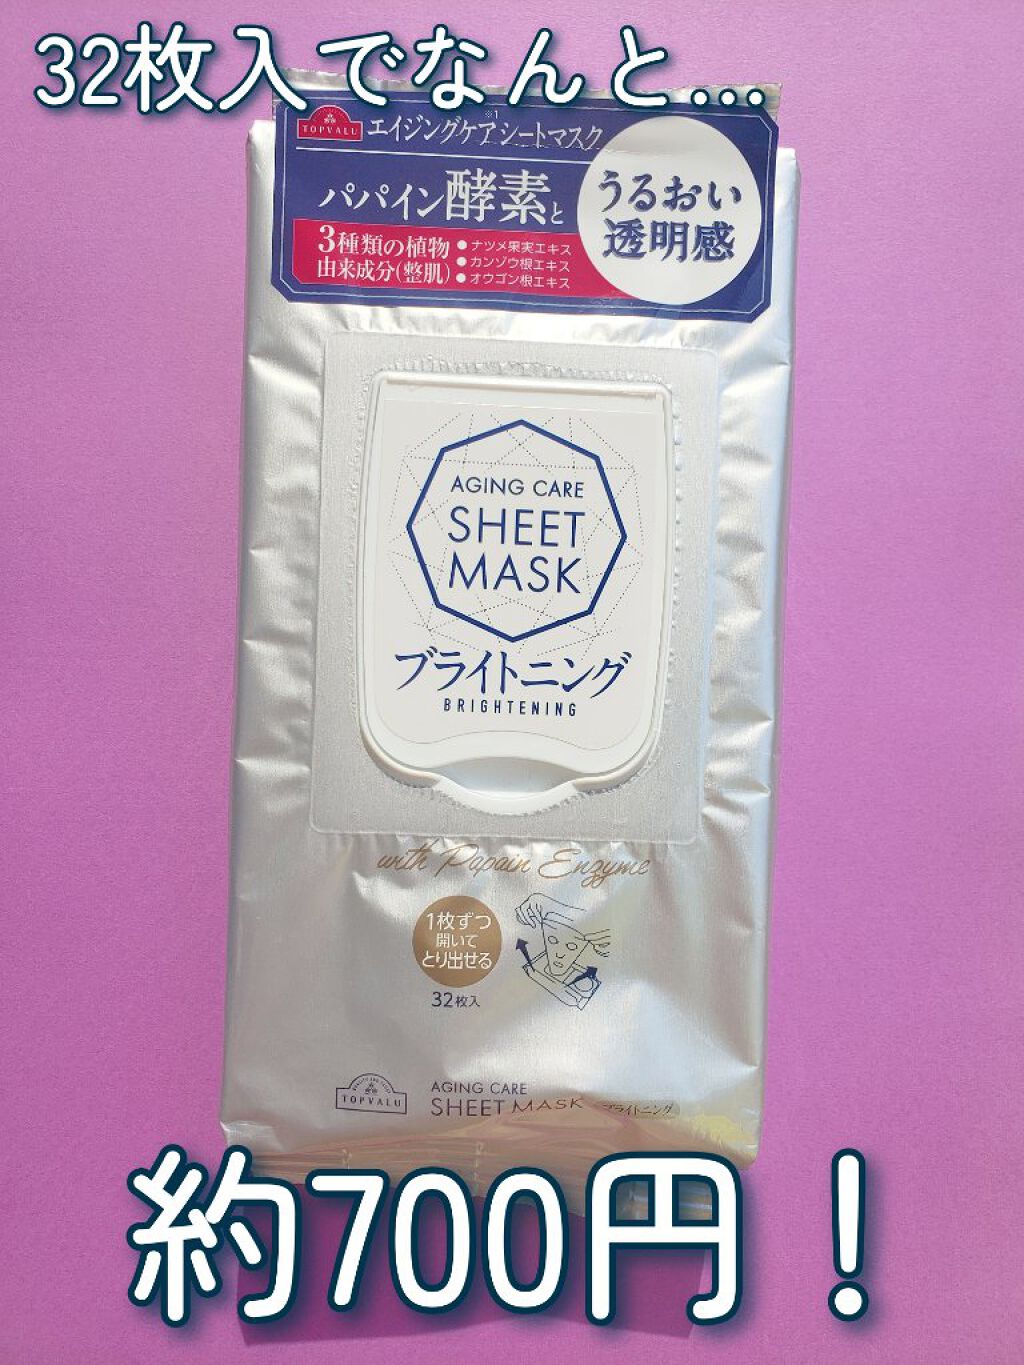 32枚入でなんと...
TOPVALU
エイジングケアシートマスク
※1
パパイン酵素と
うるおい
透明感
3種類の植物
由来成分(整肌)
●ナツメ果実エキス
●カンゾウ根エキス
●オウゴン根エキス
AGING CARE
SHEET
MASK
ブライトニング
BRIGHTENING
with Papain Enzyme
1枚ずつ
開いて
とり出せる
32枚入
TOPVALU
AGING CARE
SHEET MASK ブライトニング
約700円！